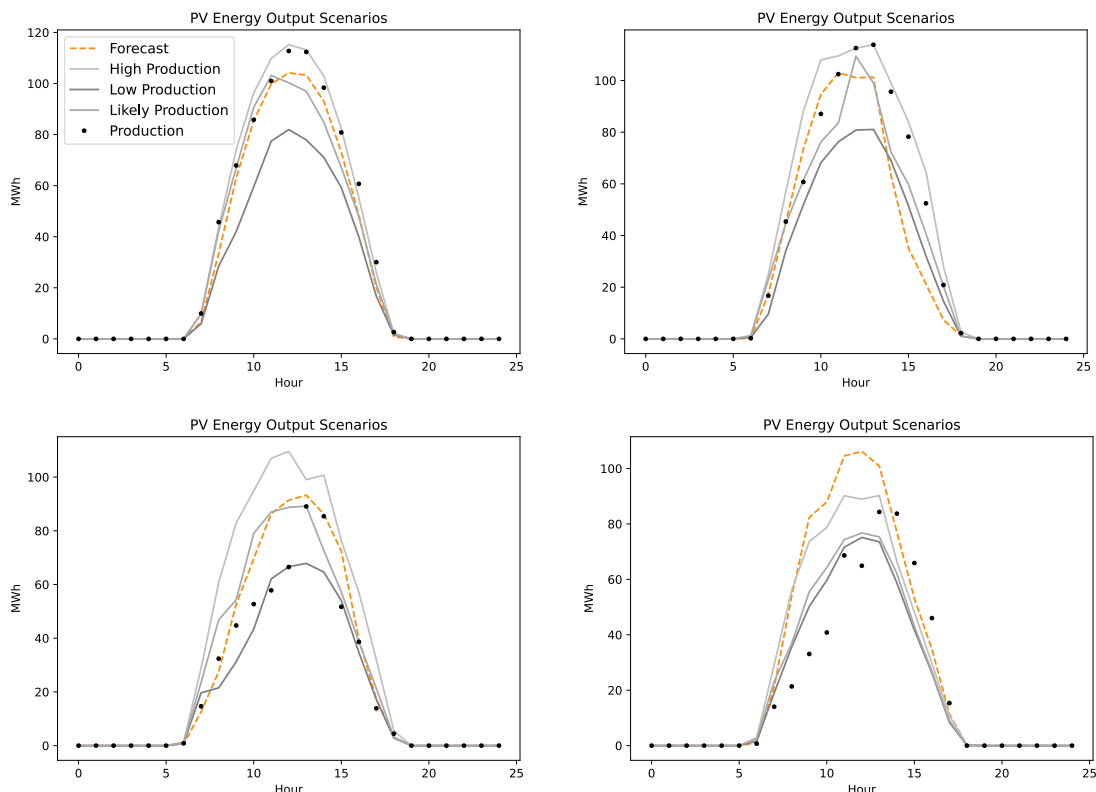 PV Energy Output Scenarios
120
100
80
60
40
20
0
MWh
Forecast
High Production
Low Production
Likely Production
Production
0 5 10 15 20 25
Hour
PV Energy Output Scenarios
100
80
60
40
20
0
MWh
0 5 10 15 20 25
Hour
PV Energy Output Scenarios
100
80
60
40
20
0
MWh
0 5 10 15 20 25
Hour
PV Energy Output Scenarios
100
80
60
40
20
0
MWh
0 5 10 15 20 25
Hour